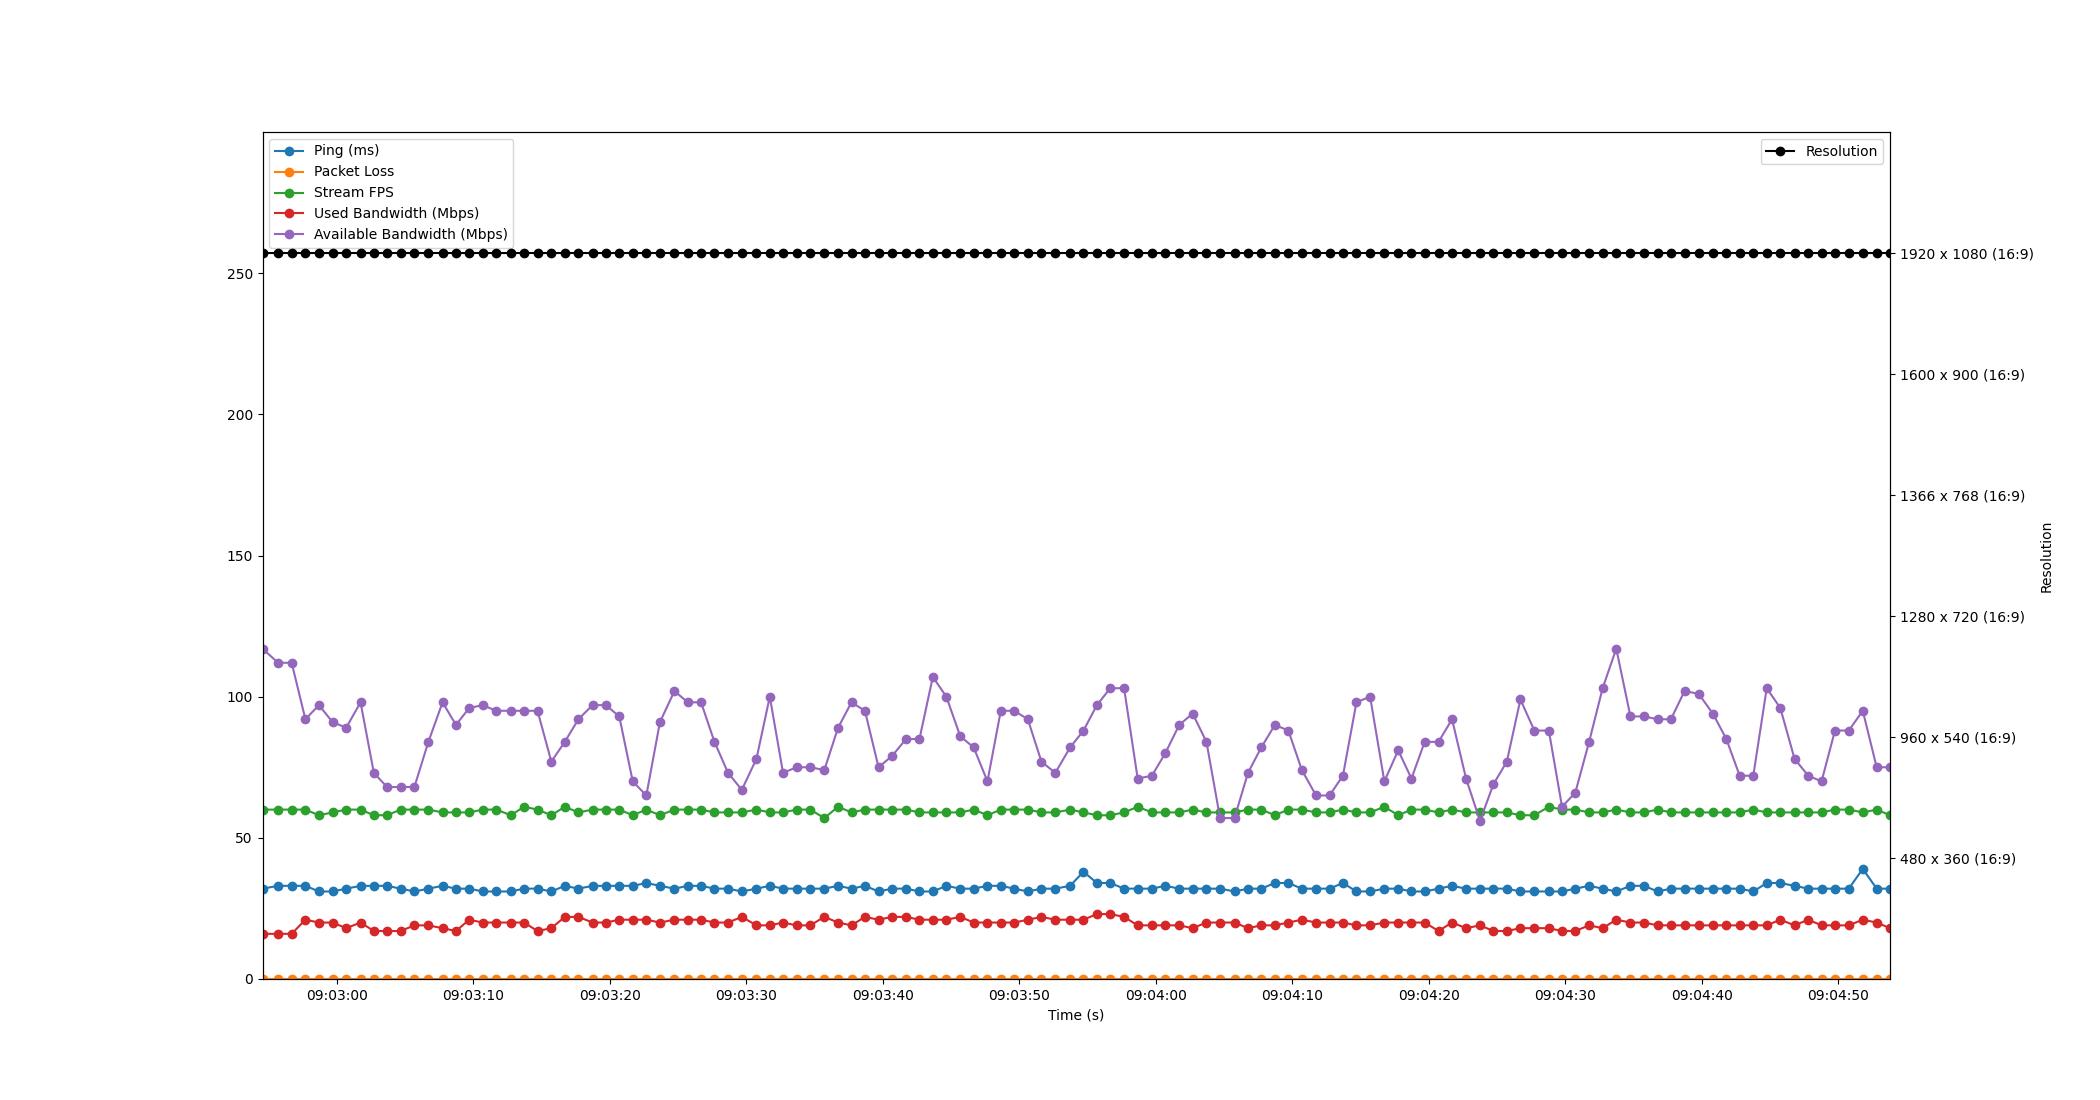 Ping (ms)
Packet Loss
Stream FPS
Used Bandwidth (Mbps)
Available Bandwidth (Mbps)
Resolution
250
200
150
100
50
0
1920 x 1080 (16:9)
1600 x 900 (16:9)
1366 x 768 (16:9)
1280 x 720 (16:9)
960 x 540 (16:9)
480 x 360 (16:9)
Resolution
09:03:00 09:03:10 09:03:20 09:03:30 09:03:40 09:03:50 09:04:00 09:04:10 09:04:20 09:04:30 09:04:40 09:04:50
Time (s)